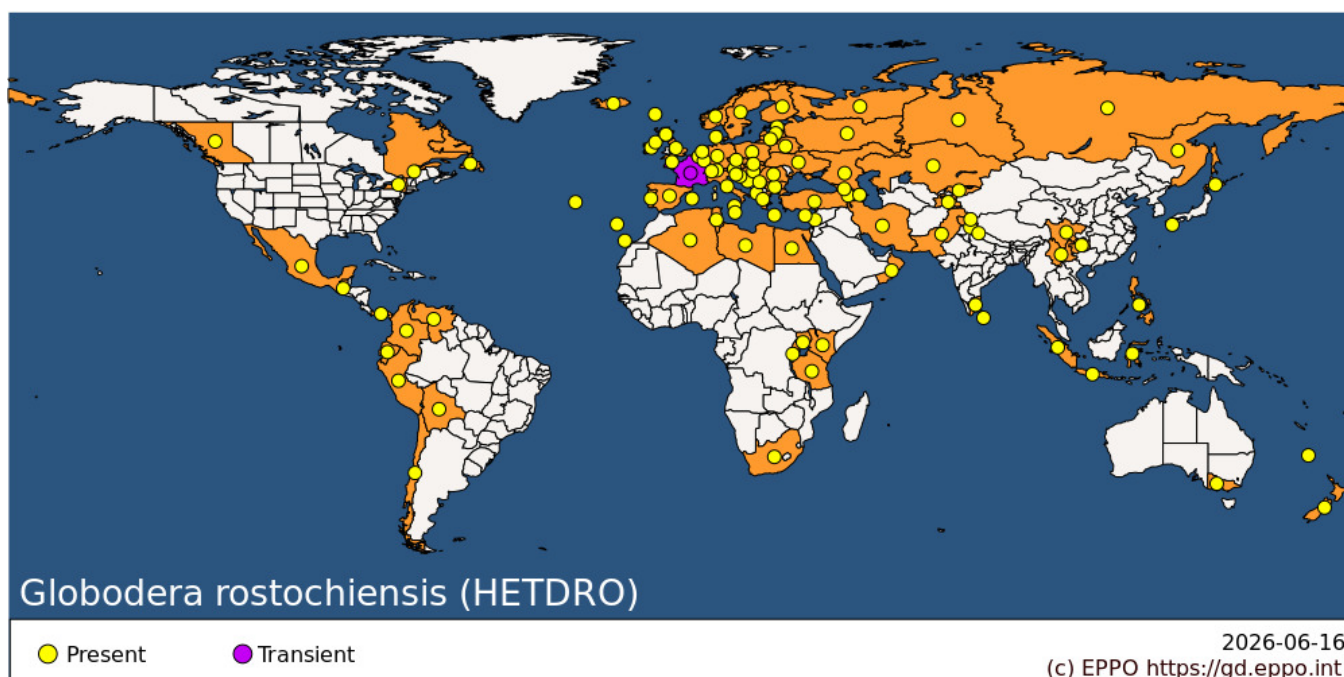 Globodera rostochiensis (HETDRO)
Present
Transient
2026-06-16
(c) EPPO https://gd.eppo.int